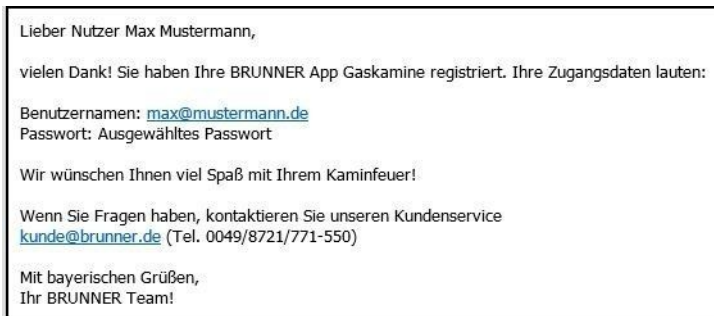 Lieber Nutzer Max Mustermann,
vielen Dank! Sie haben Ihre BRUNNER App Gaskamine registriert. Ihre Zugangsdaten lauten:
Benutzernamen: max@mustermann.de
Passwort: Ausgewähltes Passwort
Wir wünschen Ihnen viel Spaß mit Ihrem Kaminfeuer!
Wenn Sie Fragen haben, kontaktieren Sie unseren Kundenservice
kunde@brunner.de (Tel. 0049/8721/771-550)
Mit bayerischen Grüßen,
Ihr BRUNNER Team!